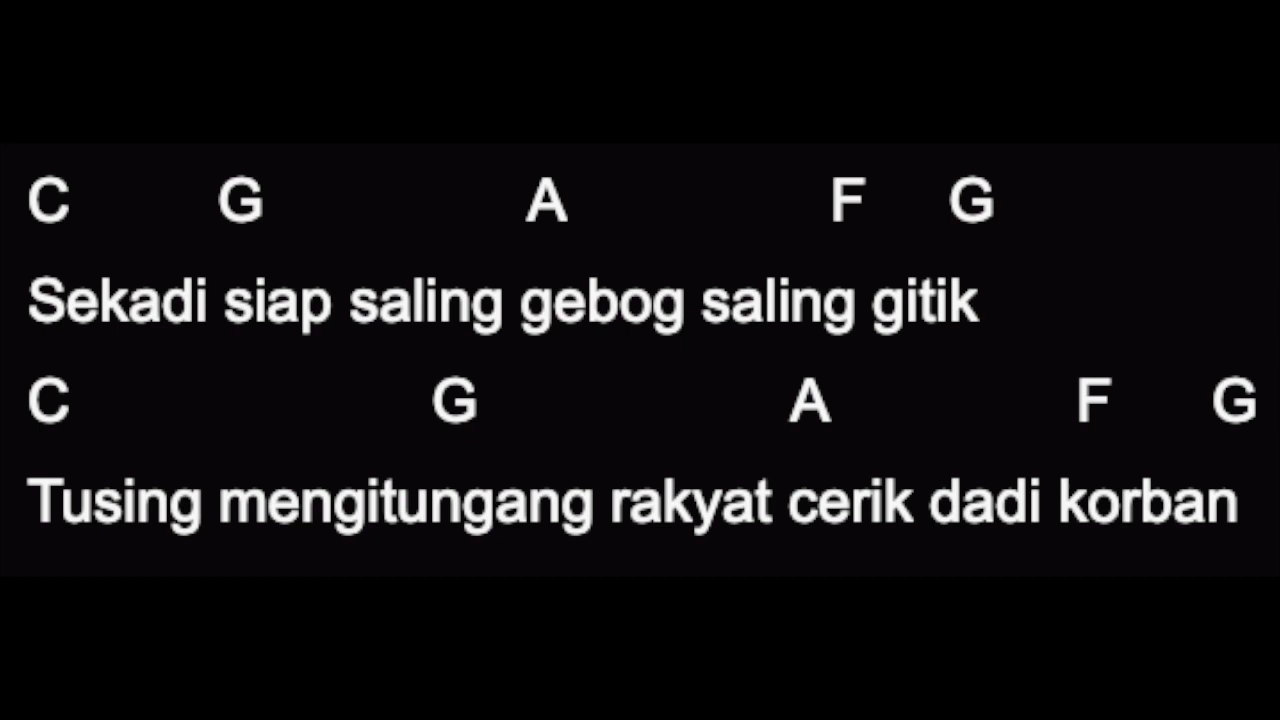 C G A F G
Sekadi siap saling gebog saling gitik
C G A F G
Tusing mengitungang rakyat cerik dadi korban